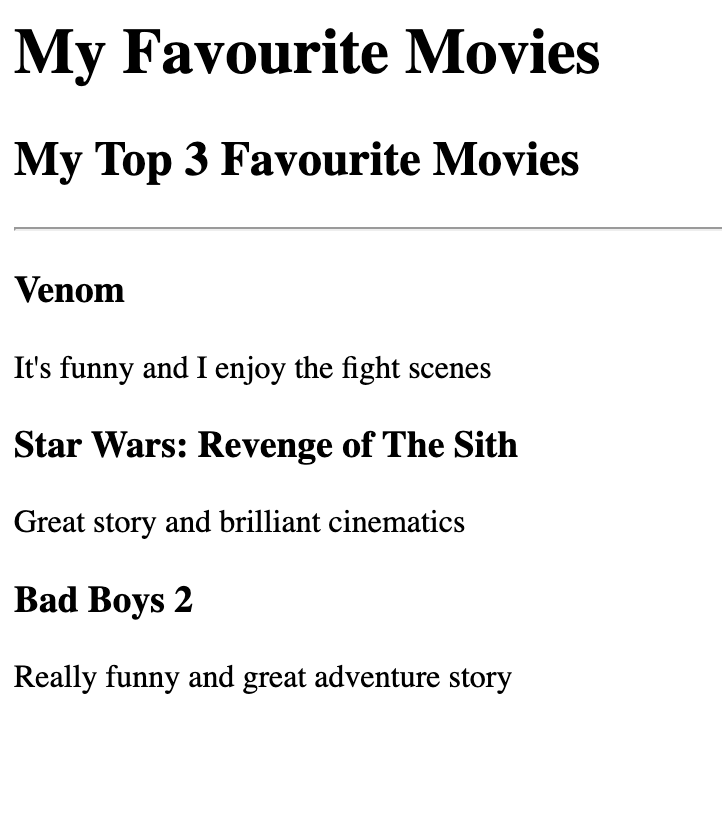 My Favourite Movies
My Top 3 Favourite Movies
Venom
It's funny and I enjoy the fight scenes
Star Wars: Revenge of The Sith
Great story and brilliant cinematics
Bad Boys 2
Really funny and great adventure story